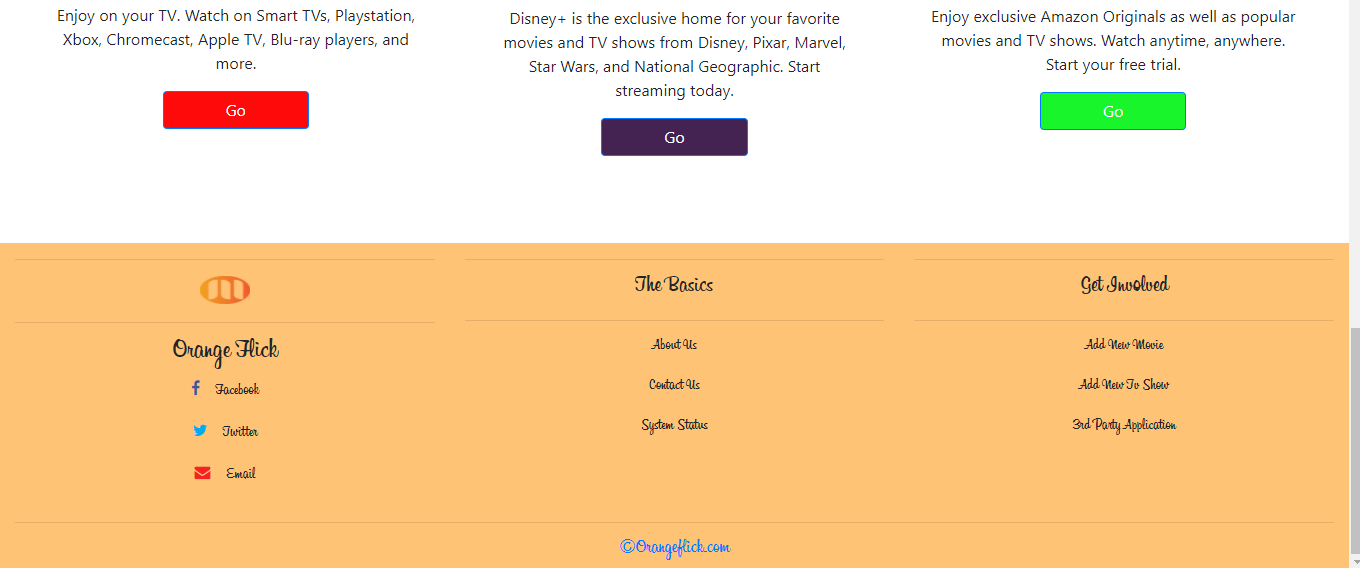 Enjoy on your TV. Watch on Smart TVs, Playstation,
Xbox, Chromecast, Apple TV, Blu-ray players, and
more.
Go
Disney+ is the exclusive home for your favorite
movies and TV shows from Disney, Pixar, Marvel,
Star Wars, and National Geographic. Start
streaming today.
Go
Enjoy exclusive Amazon Originals as well as popular
movies and TV shows. Watch anytime, anywhere.
Start your free trial.
Go
Orange Flick
Facebook
Twitter
Email
The Basics
About Us
Contact Us
System Status
Get Involved
Add New Movie
Add New Tv Show
3rd Party Application
©Orangeflick.com